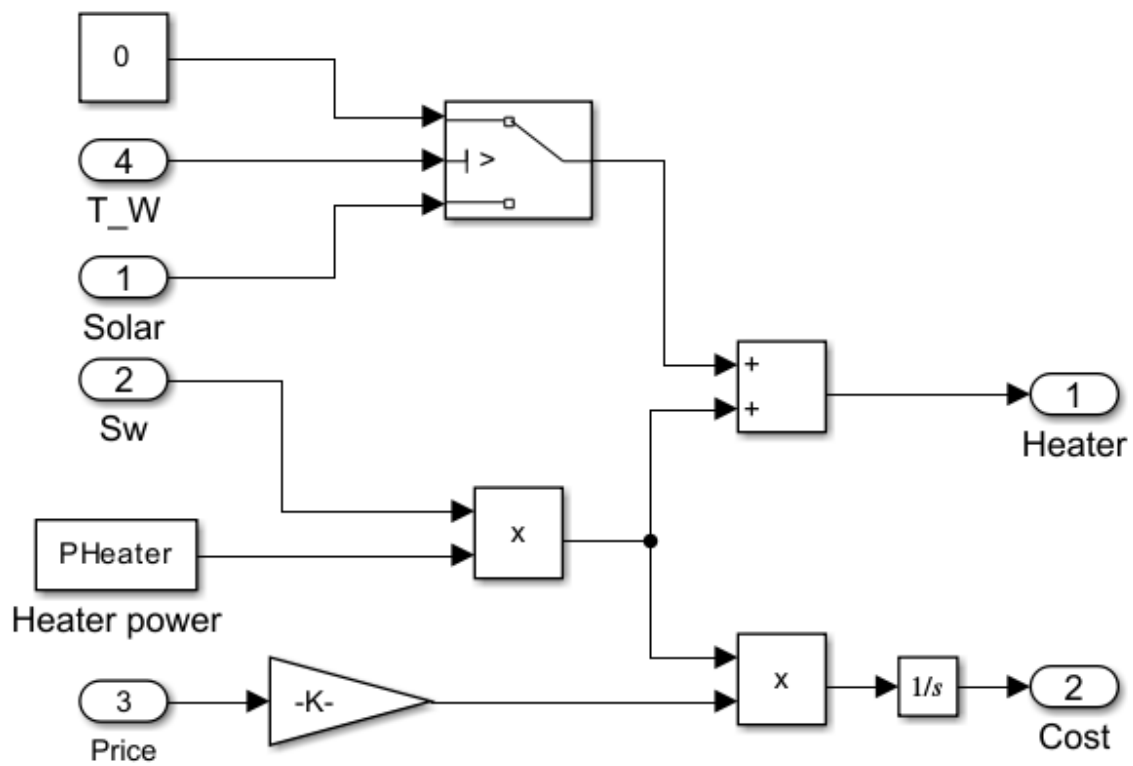 0
4
T_W
>
1
Solar
2
Sw
+
+
1
Heater
x
PHeater
Heater power
x
1/s
2
Cost
-K-
3
Price